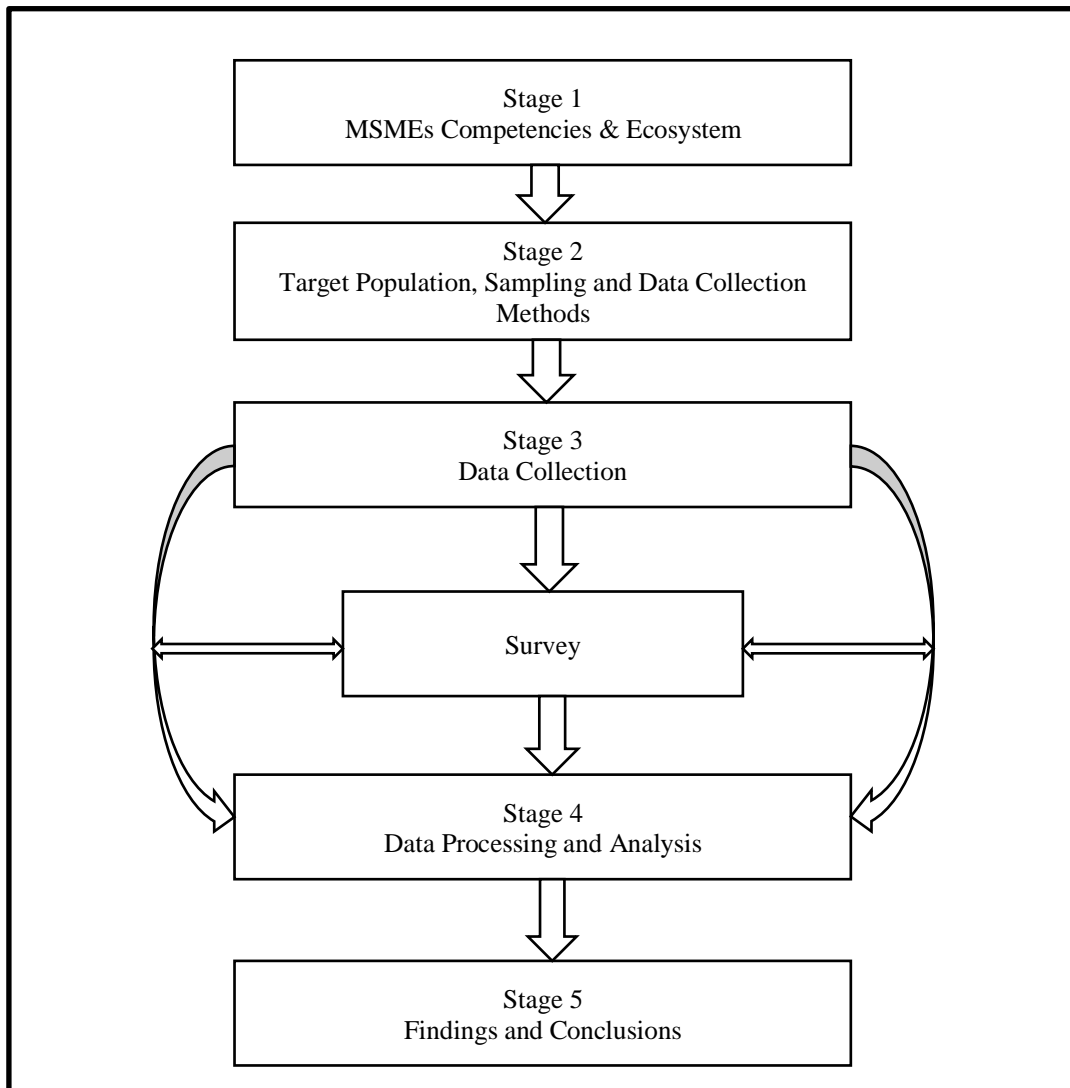 Stage 1
MSMEs Competencies & Ecosystem
Stage 2
Target Population, Sampling and Data Collection
Methods
Stage 3
Data Collection
Survey
Stage 4
Data Processing and Analysis
Stage 5
Findings and Conclusions